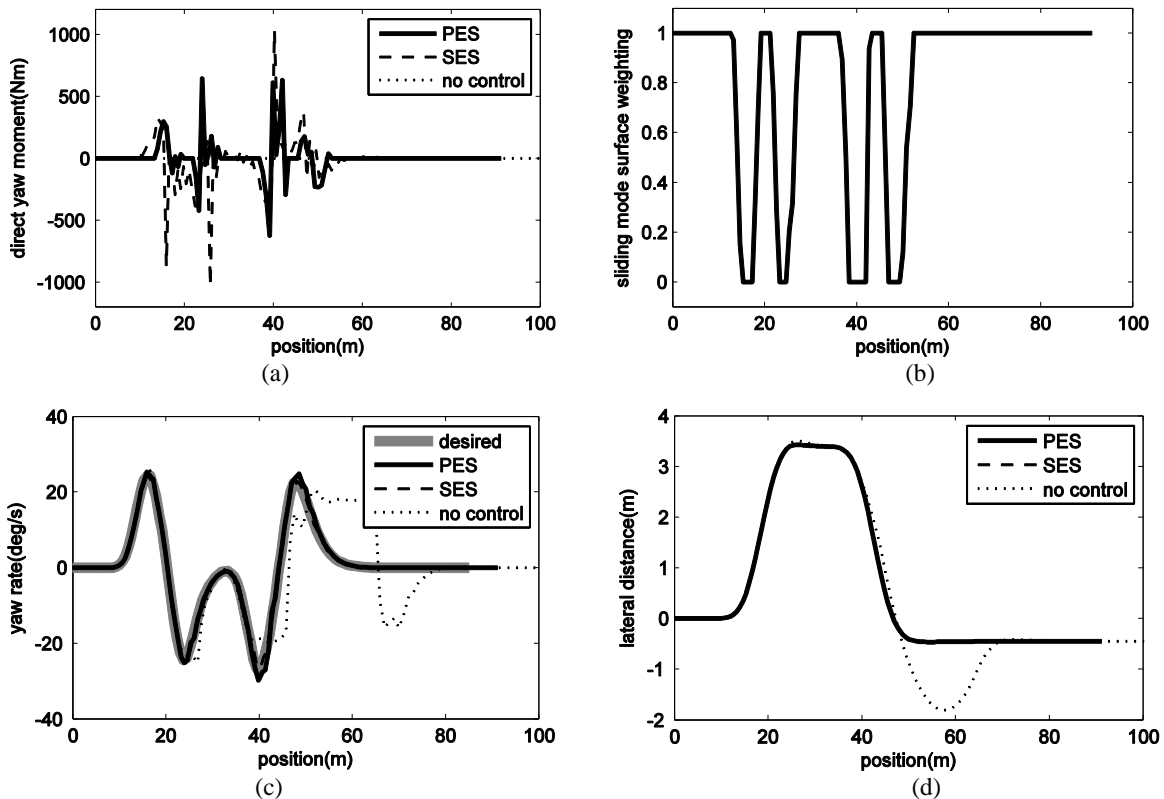 1000
500
0
-500
-1000
direct yaw moment(Nm)
PES
SES
no control
0 20 40 60 80 100
position(m)
(a)
1
0.8
0.6
0.4
0.2
0
sliding mode surface weighting
0 20 40 60 80 100
position(m)
(b)
40
20
0
-20
-40
yaw rate(deg/s)
desired
PES
SES
no control
0 20 40 60 80 100
position(m)
(c)
4
3
2
1
0
-1
-2
lateral distance(m)
PES
SES
no control
0 20 40 60 80 100
position(m)
(d)